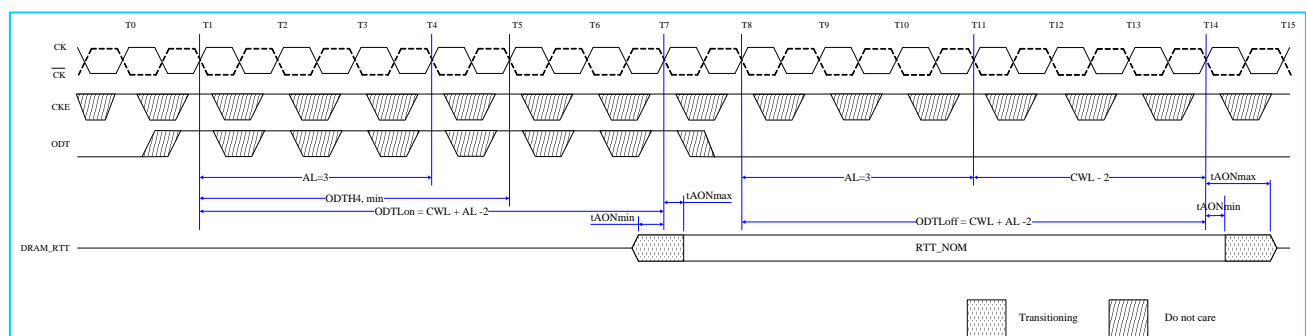 T0 T1 T2 T3 T4 T5 T6 T7 T8 T9 T10 T11 T12 T13 T14 T15
CK
CK
CKE
ODT
AL=3 AL=3 CWL - 2 tAONmax
ODTH4, min tAONmax tAONmin
ODTLon = CWL + AL -2
tAONmin ODTLoff = CWL + AL -2
DRAM_RTT RTT_NOM
Transitioning Do not care